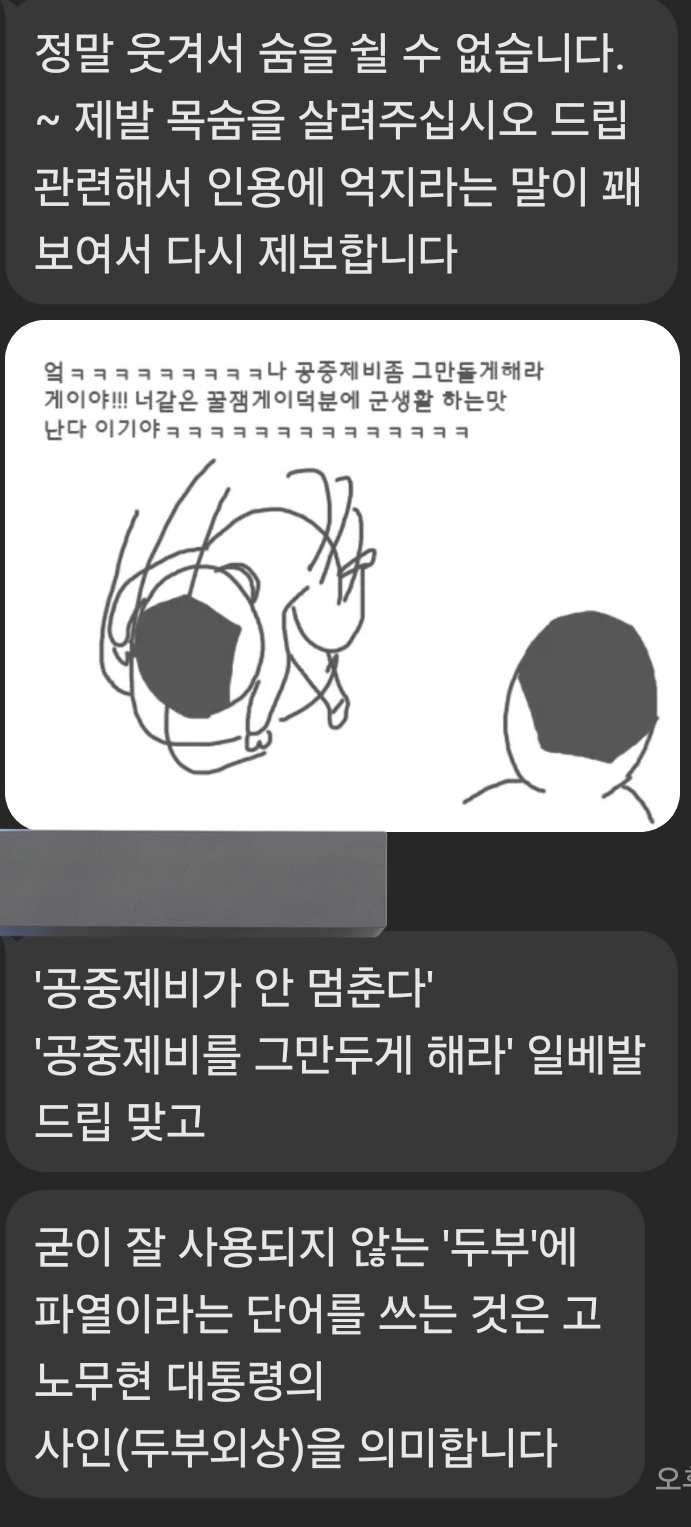 정말 웃겨서 숨을 쉴 수 없습니다.
~ 제발 목숨을 살려주십시오 드립
관련해서 인용에 억지라는 말이 꽤
보여서 다시 제보합니다
엌ㅋㅋㅋㅋㅋㅋㅋㅋㅋ나 공중제비좀 그만돌게해라
게이야!!! 너같은 꿀잼게이덕분에 군생활 하는맛
난다 이기야ㅋㅋㅋㅋㅋㅋㅋㅋㅋㅋㅋㅋㅋㅋ
'공중제비가 안 멈춘다'
'공중제비를 그만두게 해라' 일베발
드립 맞고
굳이 잘 사용되지 않는 '두부'에
파열이라는 단어를 쓰는 것은 고
노무현 대통령의
사인(두부외상)을 의미합니다